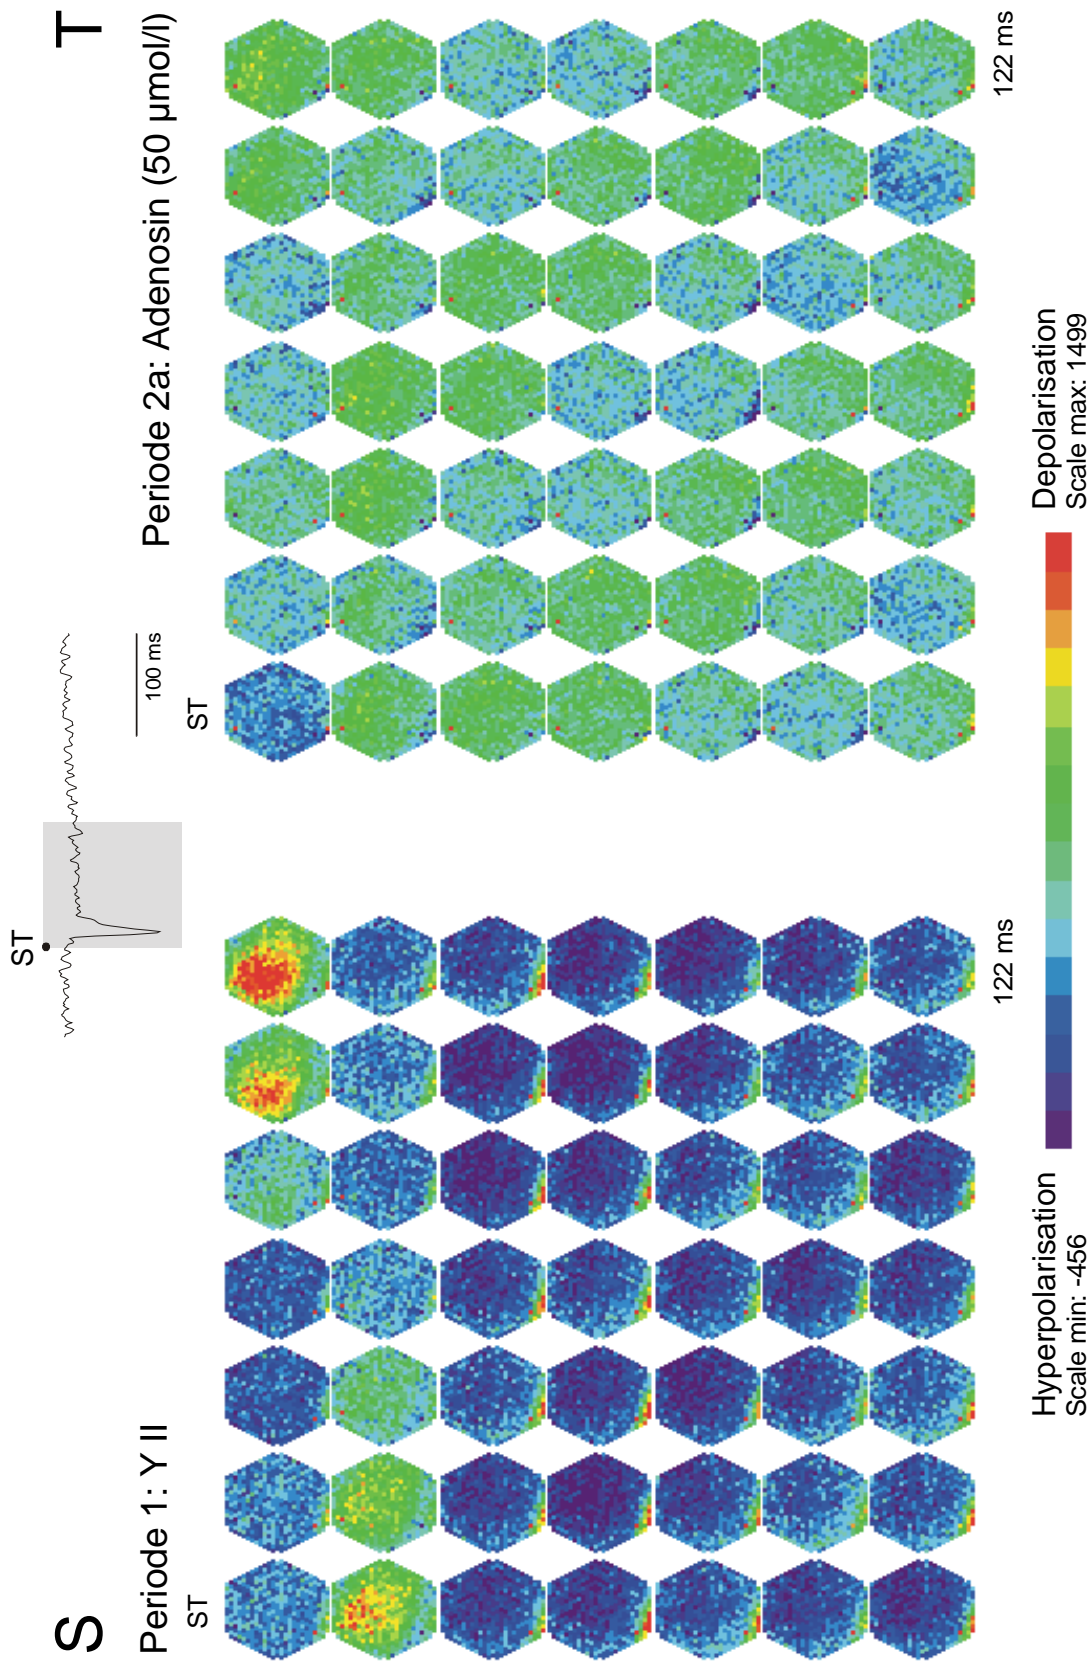 S
Periode 1: Y II
ST
122 ms
ST
100 ms
T
Periode 2a: Adenosin (50 µmol/l)
ST
122 ms
Hyperpolarisation
Scale min: -456
Depolarisation
Scale max: 1499